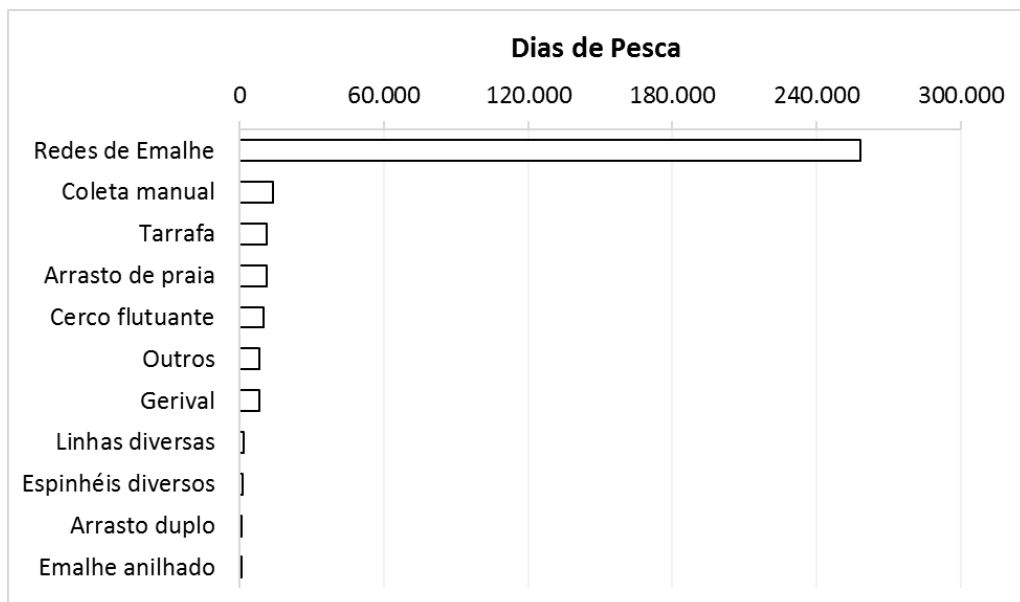 Dias de Pesca
0 60.000 120.000 180.000 240.000 300.000
Redes de Emalhe
Coleta manual
Tarrafa
Arrasto de praia
Cerco flutuante
Outros
Gerival
Linhas diversas
Espinhéis diversos
Arrasto duplo
Emalhe anilhado